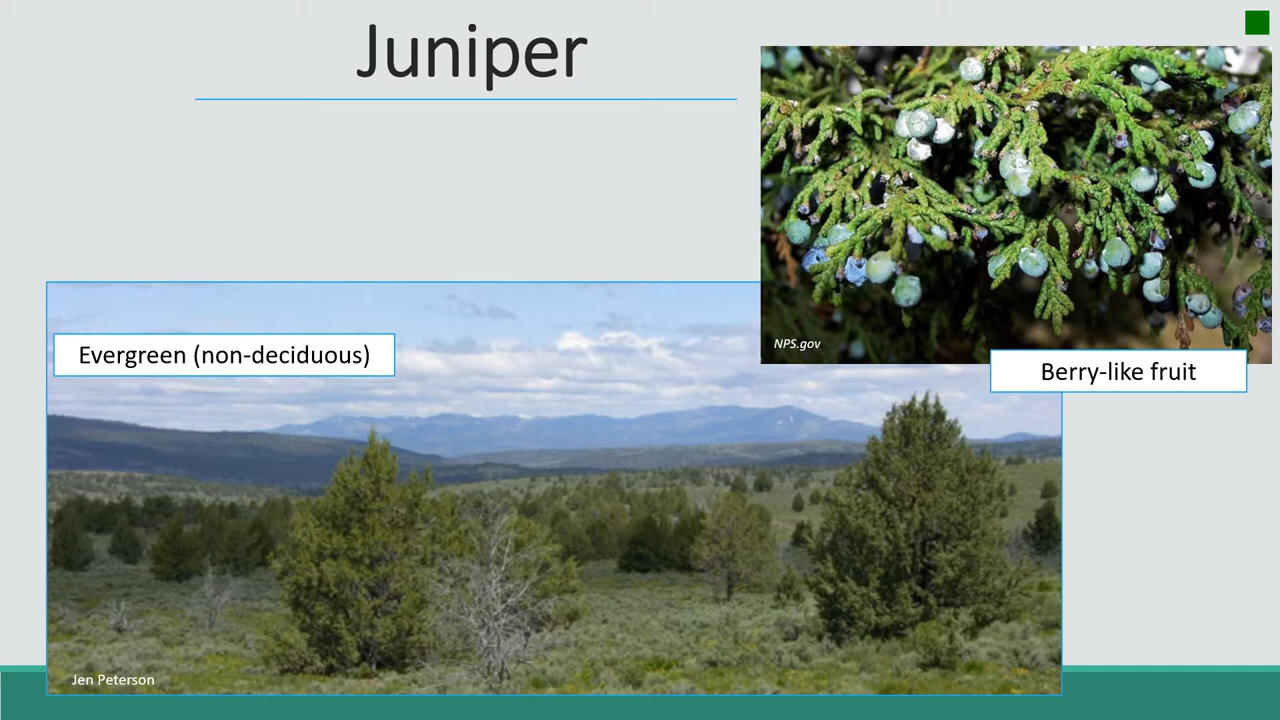 Juniper
NPS.gov
Evergreen (non-deciduous)
Berry-like fruit
Jen Peterson